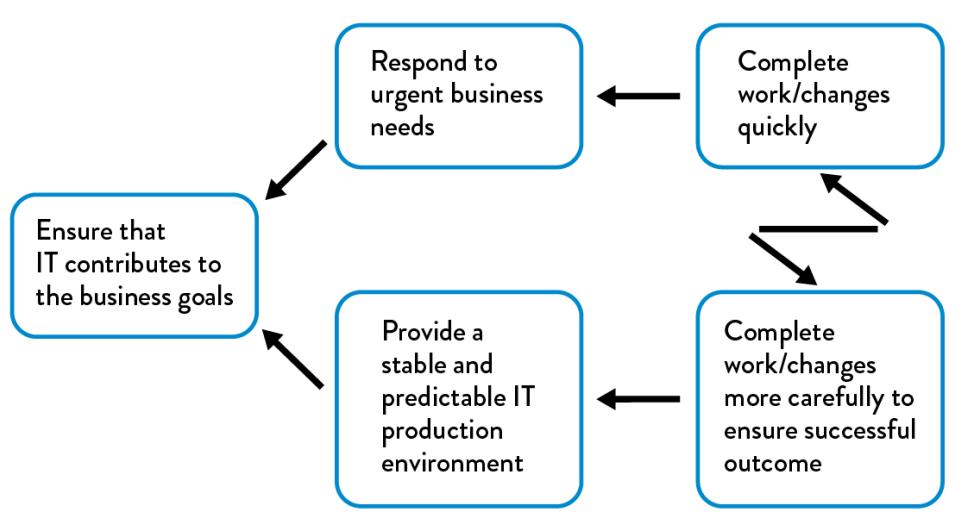 Respond to
urgent business
needs
Complete
work/changes
quickly
Ensure that
IT contributes to
the business goals
Provide a
stable and
predictable IT
production
environment
Complete
work/changes
more carefully to
ensure successful
outcome